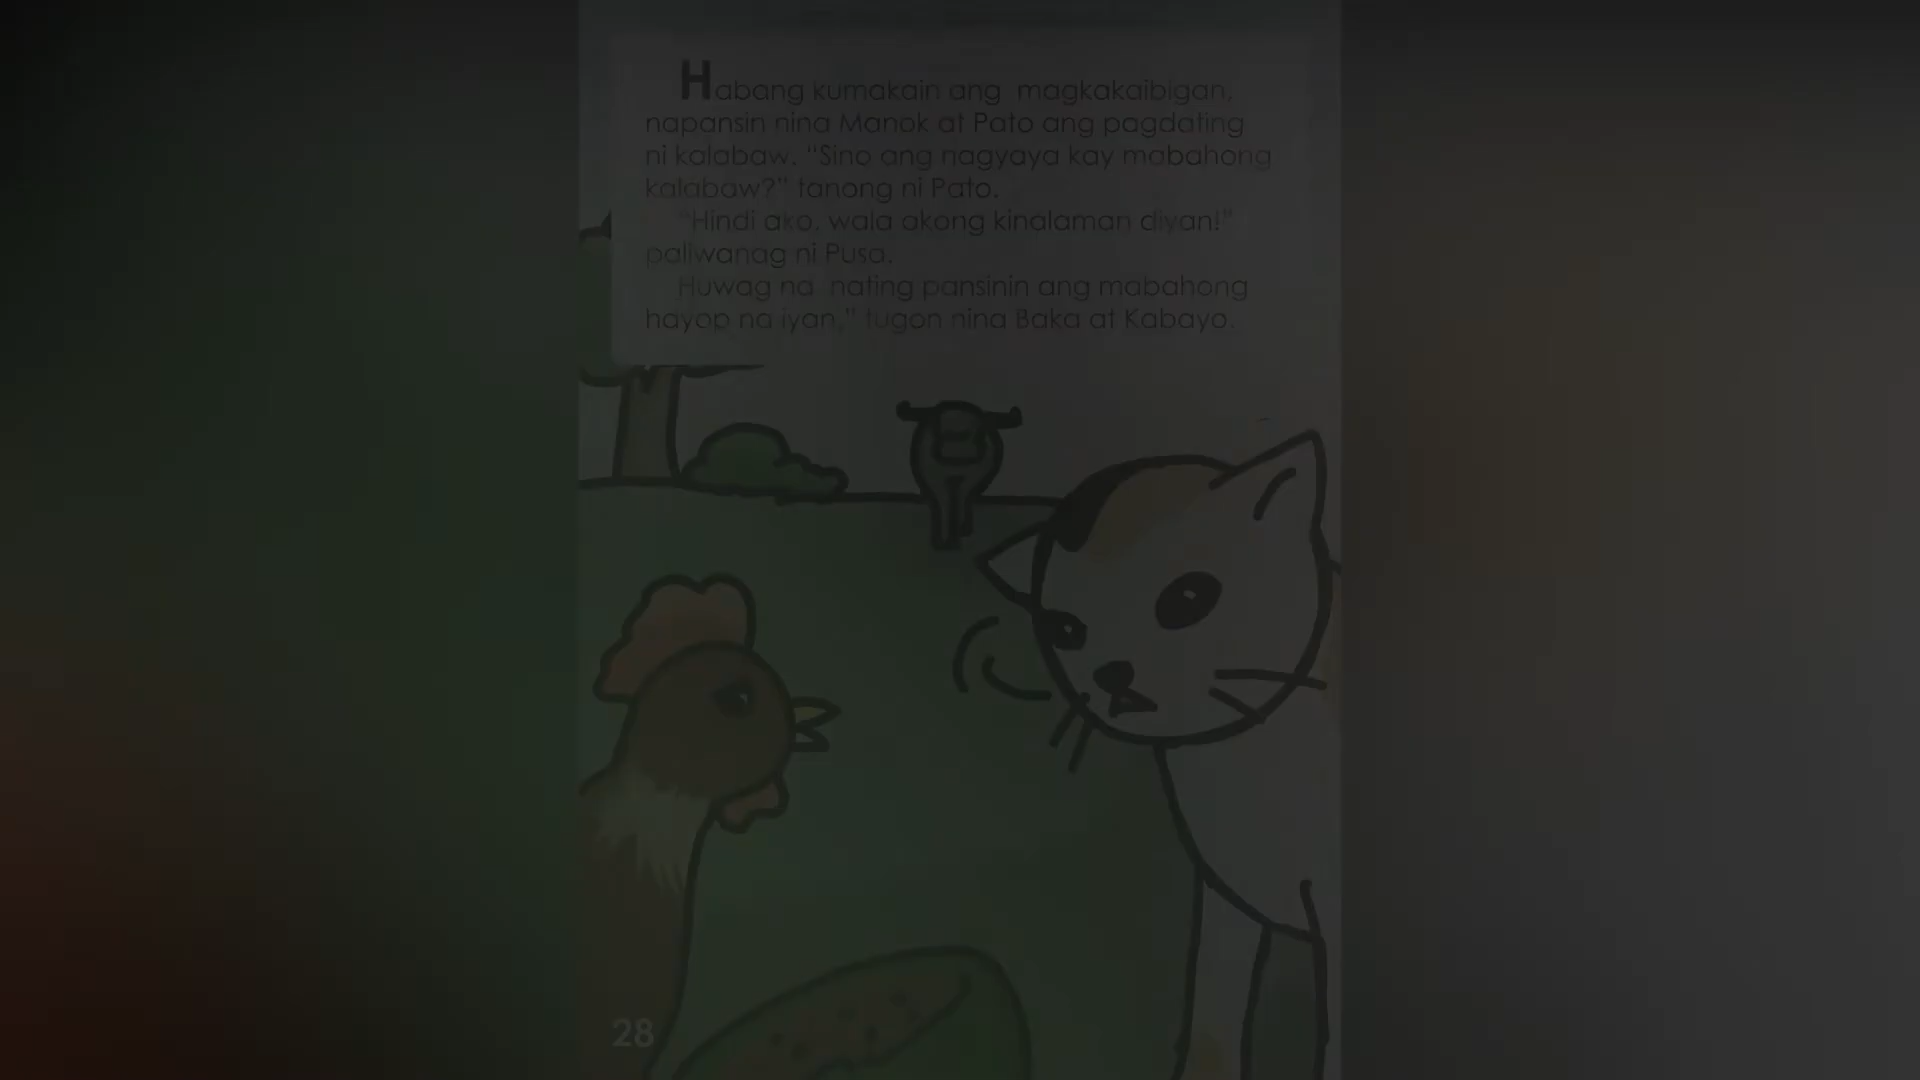 Habang kumakain ang magkakaibigan,
napansin nina Manok at Pato ang pagdating
ni kalabaw. “Sino ang nagyaya kay mabahong
kalabaw?” tanong ni Pato.
“Hindi ako, wala akong kinalaman diyan!”
paliwanag ni Pusa.
Huwag na nating pansinin ang mabahong
hayop na iyan,” tugon nina Baka at Kabayo.
28